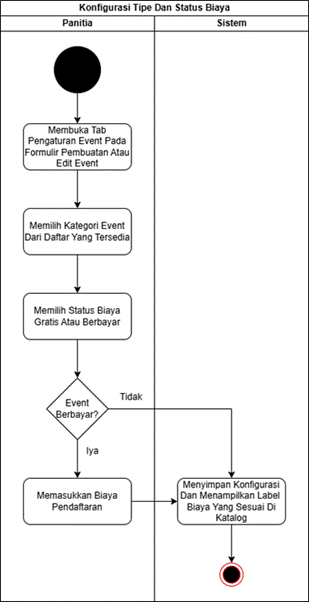 Konfigurasi Tipe Dan Status Biaya
Panitia
Sistem
Membuka Tab
Pengaturan Event Pada
Formulir Pembuatan Atau
Edit Event
Memilih Kategori Event
Dari Daftar Yang Tersedia
Memilih Status Biaya
Gratis Atau Berbayar
Event
Berbayar?
Tidak
Iya
Memasukkan Biaya
Pendaftaran
Menyimpan Konfigurasi
Dan Menampilkan Label
Biaya Yang Sesuai Di
Katalog